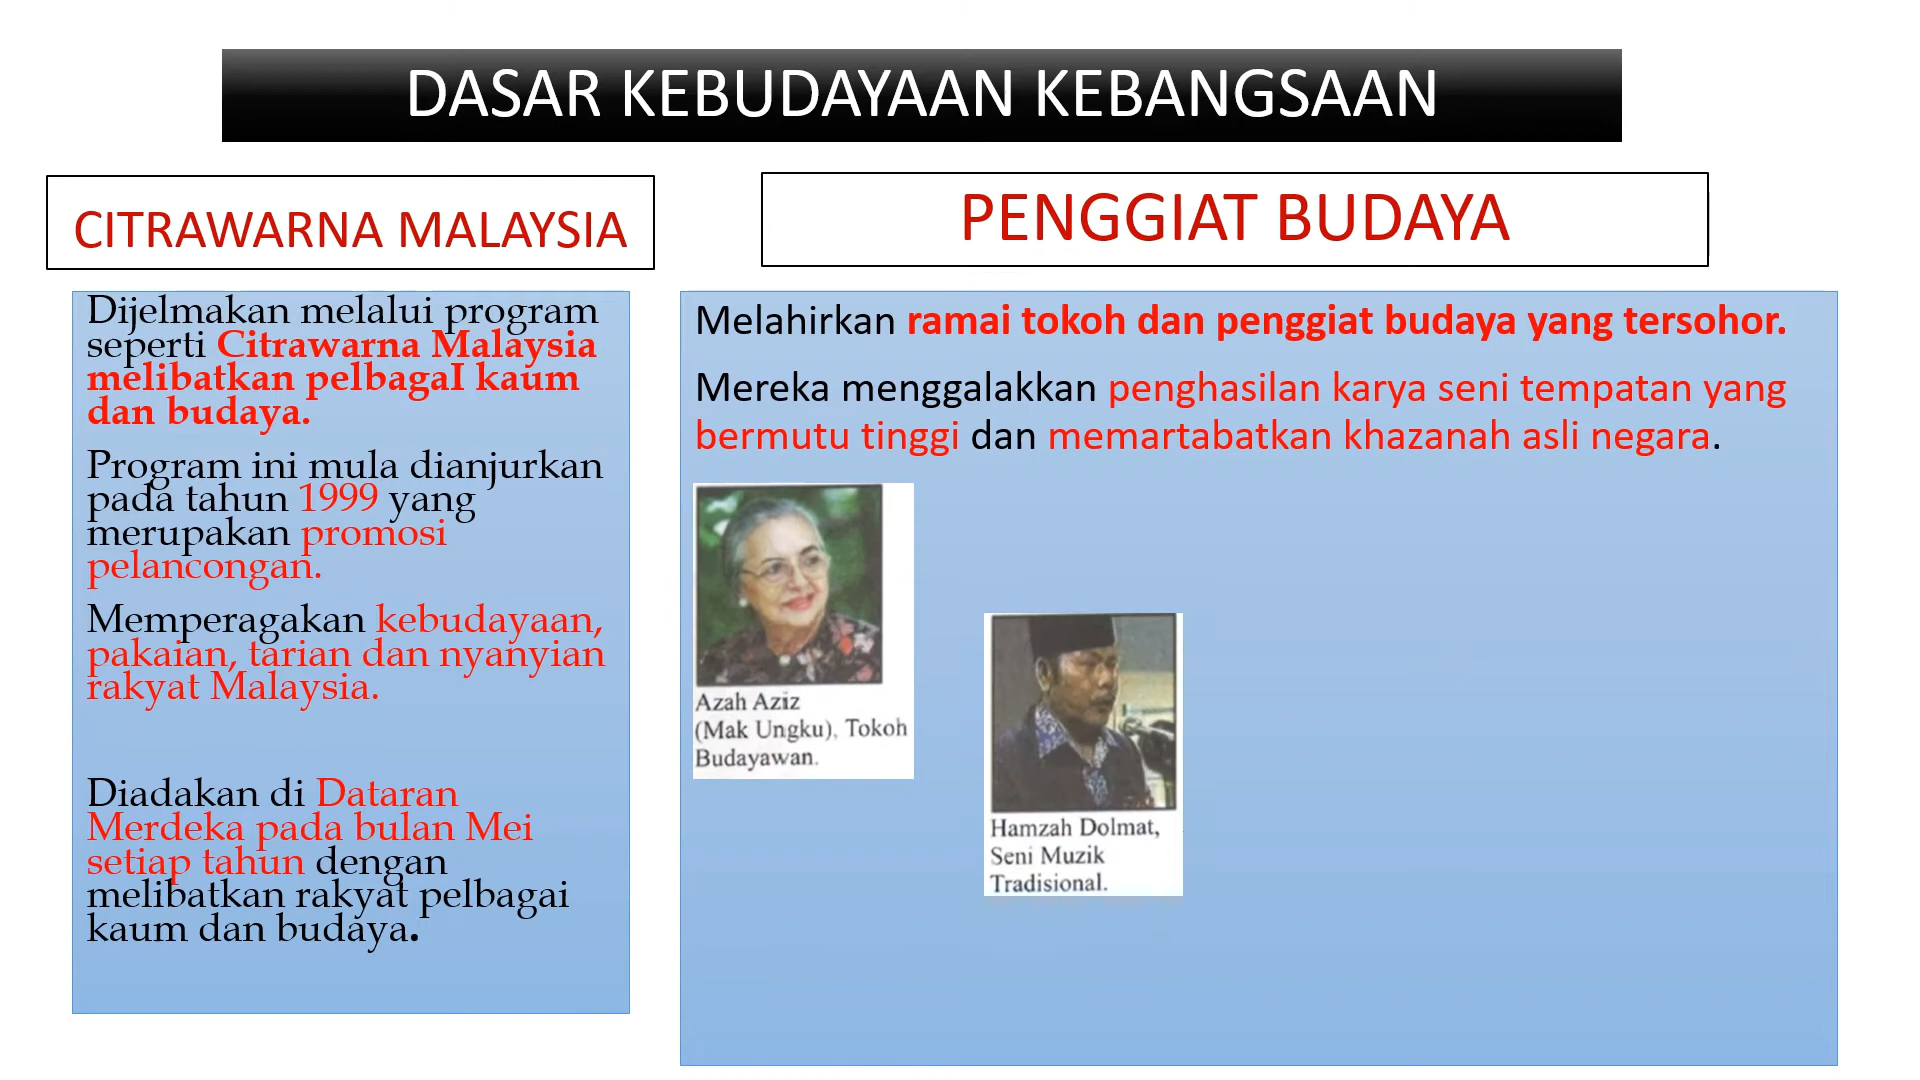 DASAR KEBUDAYAAN KEBANGSAAN
CITRAWARNA MALAYSIA
Dijelmakan melalui program
seperti Citrawarna Malaysia
melibatkan pelbagaI kaum
dan budaya.
Program ini mula dianjurkan
pada tahun 1999 yang
merupakan promosi
pelancongan.
Memperagakan kebudayaan,
pakaian, tarian dan nyanyian
rakyat Malaysia.
Diadakan di Dataran
Merdeka pada bulan Mei
setiap tahun dengan
melibatkan rakyat pelbagai
kaum dan budaya.
PENGGIAT BUDAYA
Melahirkan ramai tokoh dan penggiat budaya yang tersohor.
Mereka menggalakkan penghasilan karya seni tempatan yang
bermutu tinggi dan memartabatkan khazanah asli negara.
Azah Aziz
(Mak Ungku), Tokoh
Budayawan.
Hamzah Dolmat,
Seni Muzik
Tradisional.